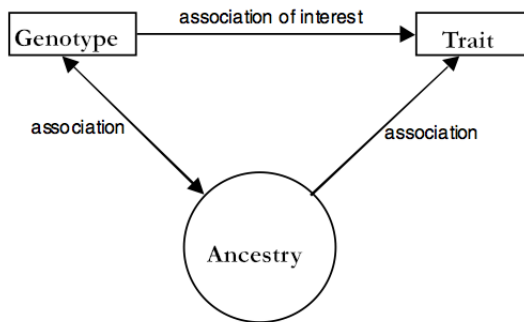 association of interest
Genotype
Trait
association
association
Ancestry